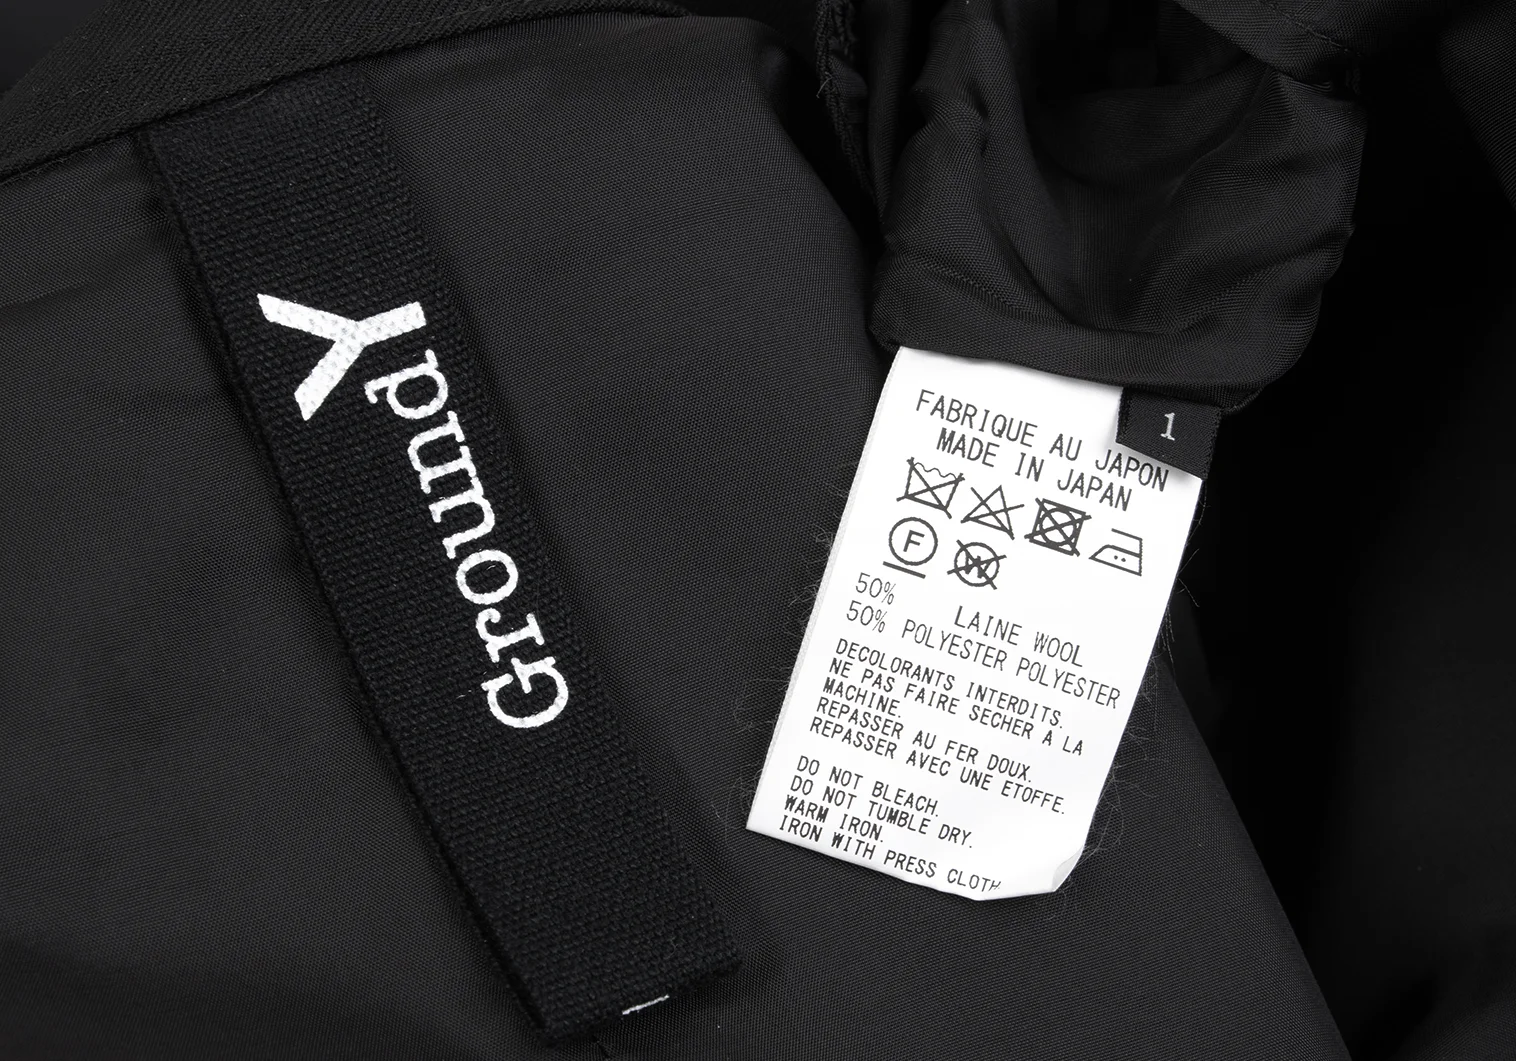 Ground Y
1
FABRIQUE AU JAPON
MADE IN JAPAN
F W
50% LAINE WOOL
50% POLYESTER POLYESTER
DECOLORANTS INTERDITS.
NE PAS FAIRE SECHER A LA
MACHINE.
REPASSER AU FER DOUX.
REPASSER AVEC UNE ETOFFE.
DO NOT BLEACH.
DO NOT TUMBLE DRY.
WARM IRON.
IRON WITH PRESS CLOTH